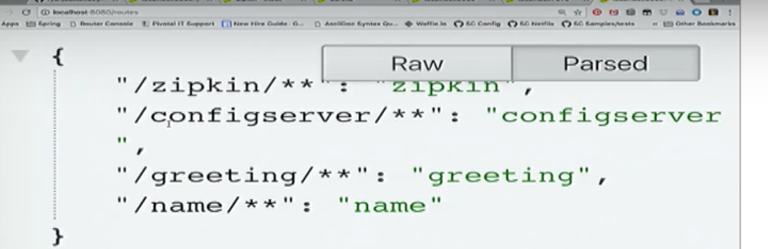 localhost:8080/routes
Apps Spring Router Console Pivotal IT Support New Hire Guide: G... AsciiDoc Syntax Qu... Waffle.io SC Config SC Netflix SC Samples/tests » Other Bookmarks
Raw Parsed
{
"/zipkin/**": "zipkin",
"/configserver/**": "configserver
",
"/greeting/**": "greeting",
"/name/**": "name"
}